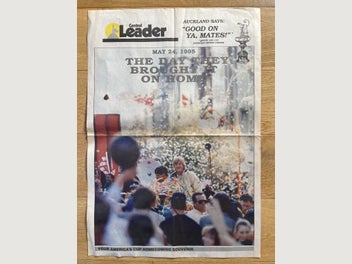 Central
Leader
AUCKLAND SAYS:
"GOOD ON
YA, MATES!"
MAY 24, 1995
THE DAY THEY
BROUGHT IT
ON HOME
YOUR AMERICA'S CUP HOMECOMING SOUVENIR